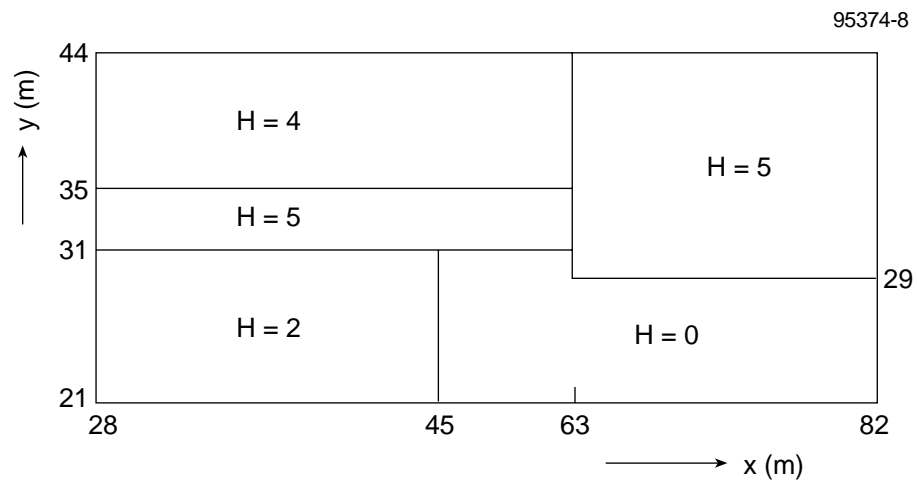 95374-8
44
y (m)
H = 4
H = 5
35
H = 5
31
29
H = 2
H = 0
21
28 45 63 82
x (m)